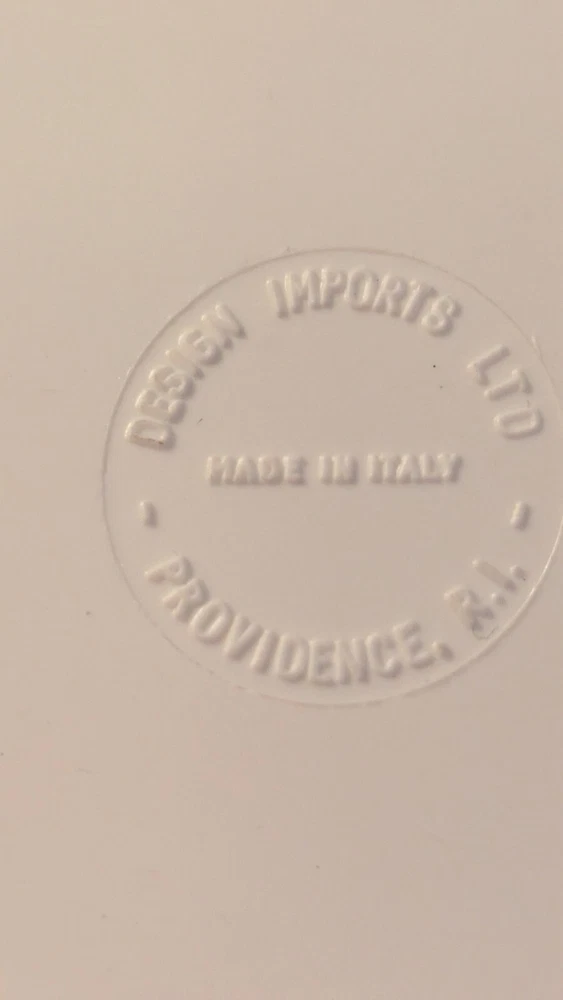 DESIGN IMPORTS LTD
MADE IN ITALY
- PROVIDENCE, R.I. -